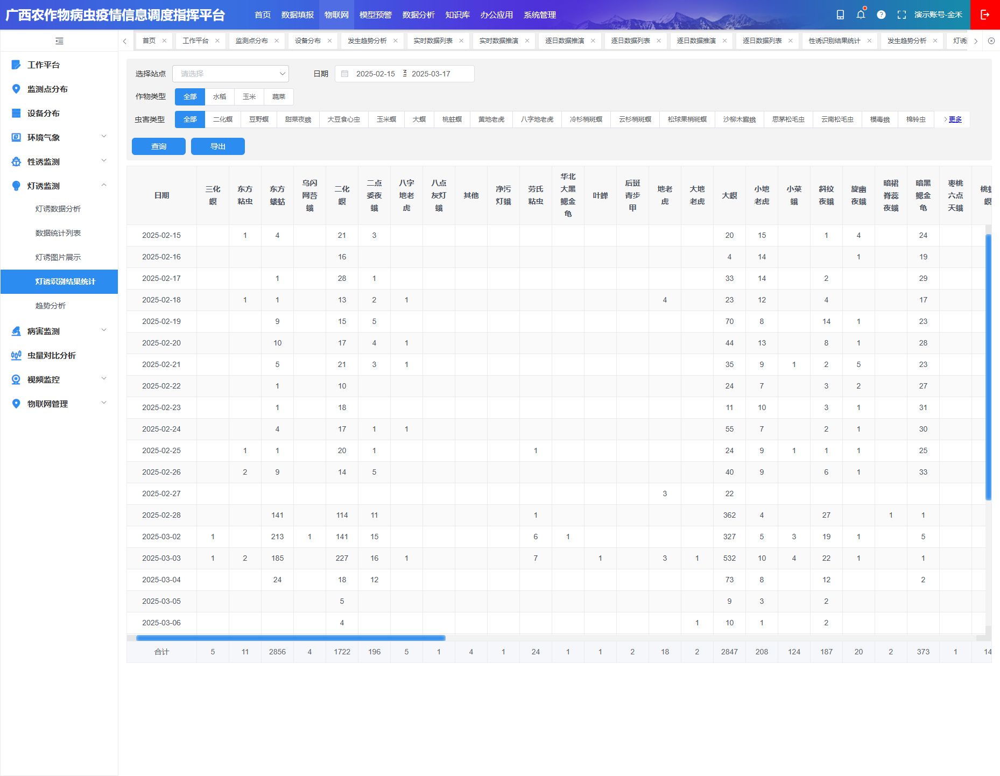 广西农作物病虫疫情信息调度指挥平台 首页 数据填报 物联网 模型预警 数据分析 知识库 办公应用 系统管理 演示账号-金禾
首页 工作平台 监测点分布 设备分布 发生趋势分析 实时数据列表 实时数据推演 逐日数据推演 逐日数据列表 逐日数据推演 逐日数据列表 性诱识别结果统计 发生趋势分析 灯诱
工作平台
监测点分布
设备分布
环境气象
性诱监测
灯诱监测
灯诱数据分析
数据统计列表
灯诱图片展示
灯诱识别结果统计
趋势分析
病害监测
虫量对比分析
视频监控
物联网管理
选择站点 请选择 日期 2025-02-15 至 2025-03-17
作物类型 全部 水稻 玉米 蔬菜
虫害类型 全部 二化螟 豆野螟 甜菜夜蛾 大豆食心虫 玉米螟 大螟 桃蛀螟 黄地老虎 八字地老虎 冷杉梢斑螟 云杉梢斑螟 松球果梢斑螟 沙柳木蠹蛾 思茅松毛虫 云南松毛虫 模毒蛾 棉铃虫 更多
查询 导出
日期 三化螟 东方粘虫 东方蝼蛄 乌闪网苔蛾 二化螟 二点委夜蛾 八字地老虎 八点灰灯蛾 其他 净污灯蛾 劳氏粘虫 华北大黑鳃金龟 叶蝉 后斑青步甲 地老虎 大地老虎 大螟 小地老虎 小菜蛾 斜纹夜蛾 旋幽夜蛾 暗裙脊蕊夜蛾 暗黑鳃金龟 枣桃六点天蛾 桃蛀螟
2025-02-15 1 4 21 3 20 15 1 4 24
2025-02-16 16 4 14 1 19
2025-02-17 1 28 1 33 14 2 29
2025-02-18 1 1 13 2 1 4 23 12 4 17
2025-02-19 9 15 5 70 8 14 1 23
2025-02-20 10 17 4 1 44 13 8 1 28
2025-02-21 5 21 3 1 35 9 1 2 5 23
2025-02-22 1 10 24 7 3 2 27
2025-02-23 1 18 11 10 3 1 31
2025-02-24 4 17 1 1 55 7 2 1 30
2025-02-25 1 1 20 1 1 24 9 1 1 1 25
2025-02-26 2 9 14 5 40 9 6 1 33
2025-02-27 3 22
2025-02-28 141 114 11 1 362 4 27 1 1
2025-03-02 1 213 1 141 15 6 1 327 5 3 19 1 5
2025-03-03 1 2 185 227 16 1 7 1 3 1 532 10 4 22 1 1
2025-03-04 24 18 12 73 8 12 2
2025-03-05 5 9 3 2
2025-03-06 4 1 10 1 2
合计 5 11 2856 4 1722 196 5 1 4 1 24 1 1 2 18 2 2847 208 124 187 20 2 373 1 14